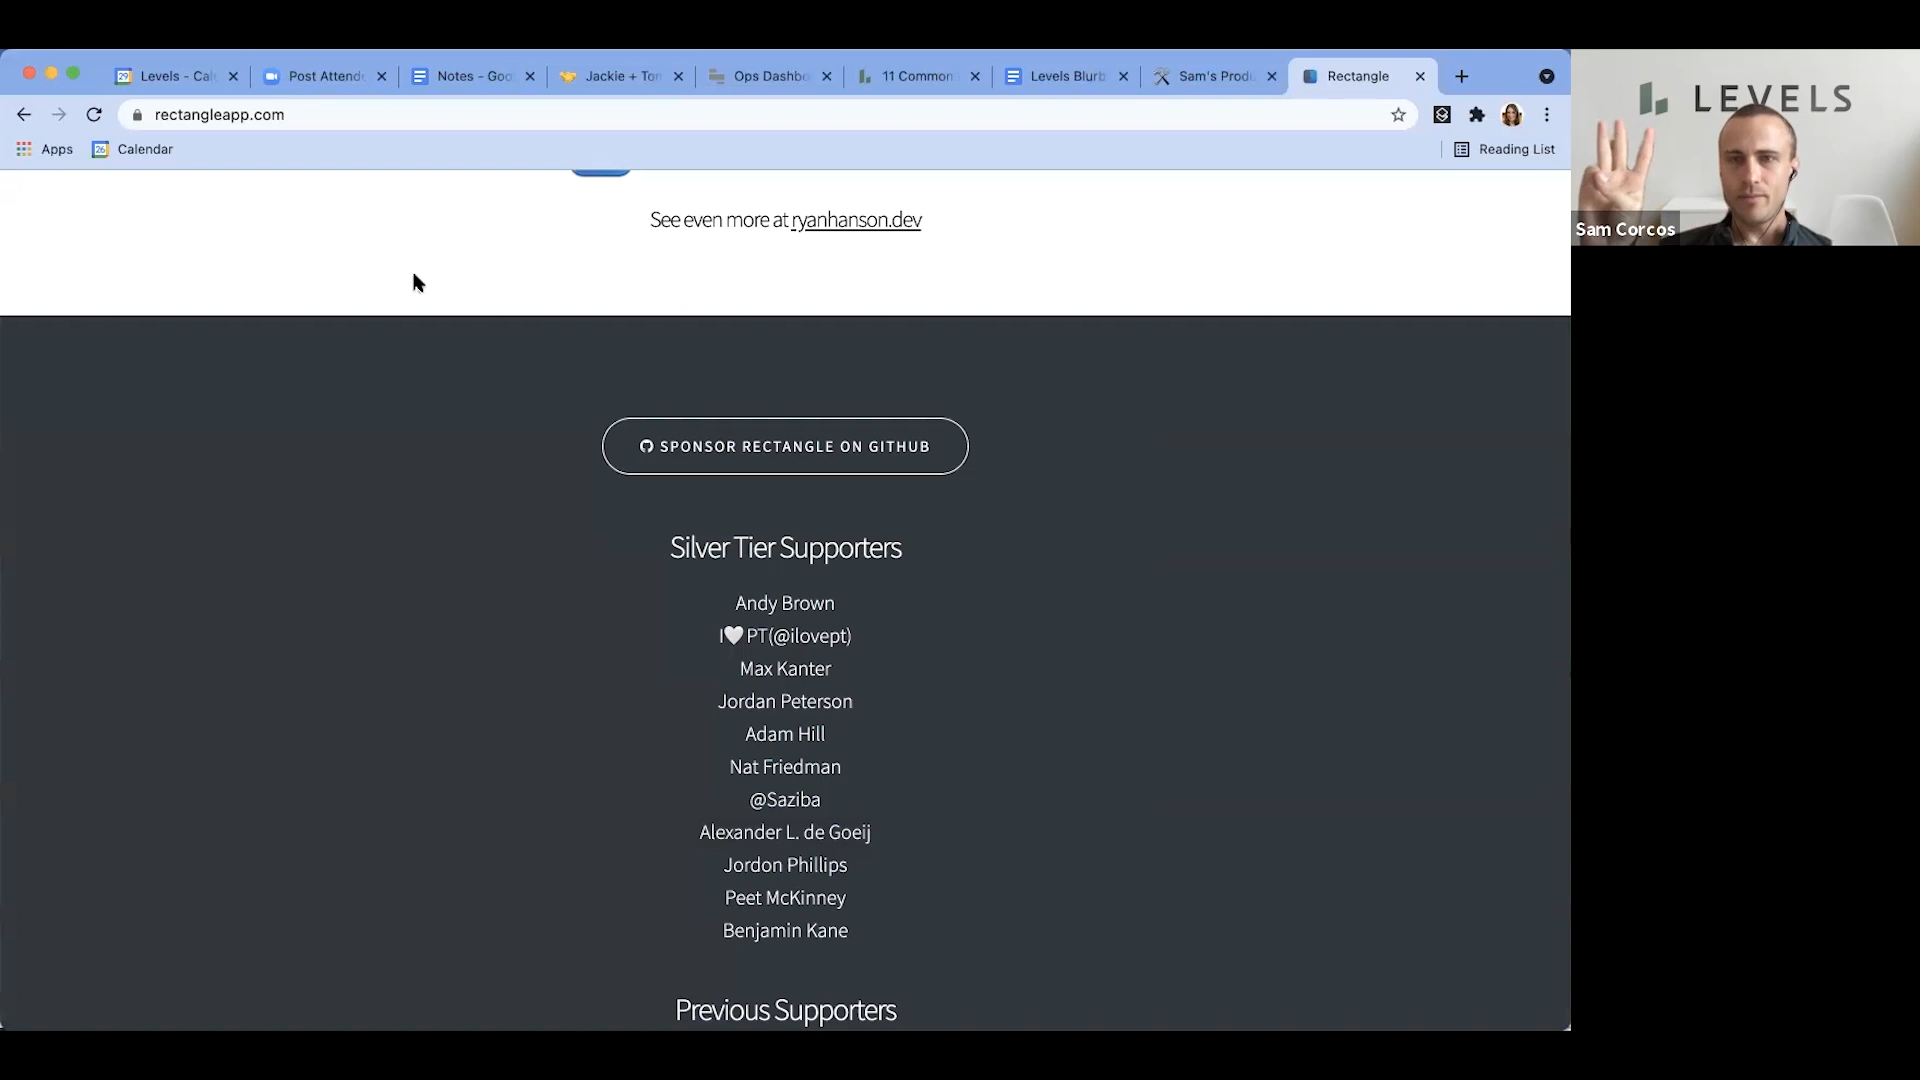 Levels - Cal
Post Attend
Notes - Goo
Jackie + Ton
Ops Dashbo
11 Common
Levels Blurb
Sam's Produ
Rectangle
rectangleapp.com
Apps
Calendar
Reading List
LEVELS
Sam Corcos
See even more at ryanhanson.dev
SPONSOR RECTANGLE ON GITHUB
Silver Tier Supporters
Andy Brown
I🤍PT(@ilovept)
Max Kanter
Jordan Peterson
Adam Hill
Nat Friedman
@Saziba
Alexander L. de Goeij
Jordon Phillips
Peet McKinney
Benjamin Kane
Previous Supporters